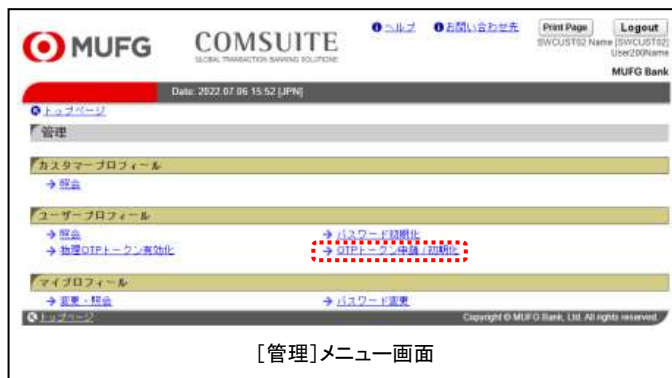 ヘルプ お問い合わせ先 Print Page Logout
MUFG COMSUITE
GLOBAL TRANSACTION BANKING SOLUTIONS
SWCUST02 Name [SWCUST02]
User200Name
MUFG Bank
Date: 2022.07.06 15:52 [JPN]
トップページ
管理
カスタマープロフィール
照会
ユーザープロフィール
照会 パスワード初期化
物理OTPトークン有効化 OTPトークン申請 / 初期化
マイプロフィール
変更・照会 パスワード変更
トップページ Copyright © MUFG Bank, Ltd. All rights reserved.
[管理]メニュー画面